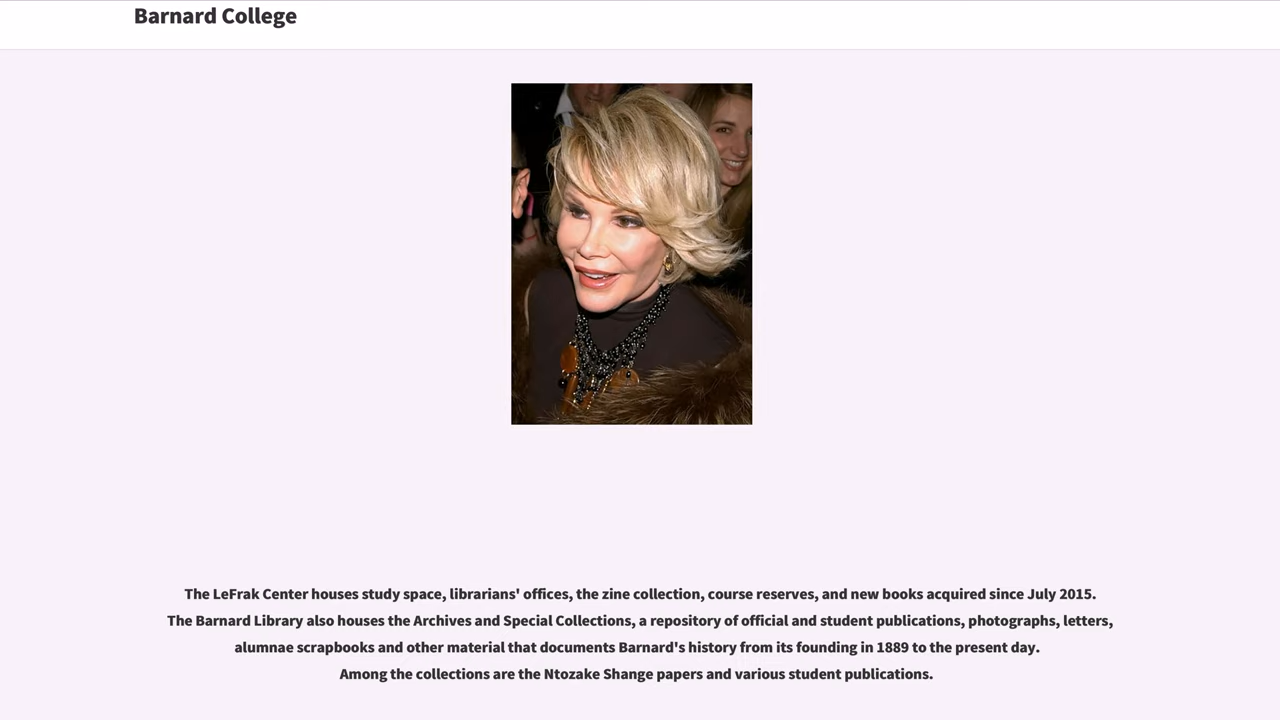 Barnard College
The LeFrak Center houses study space, librarians' offices, the zine collection, course reserves, and new books acquired since July 2015.
The Barnard Library also houses the Archives and Special Collections, a repository of official and student publications, photographs, letters,
alumnae scrapbooks and other material that documents Barnard's history from its founding in 1889 to the present day.
Among the collections are the Ntozake Shange papers and various student publications.